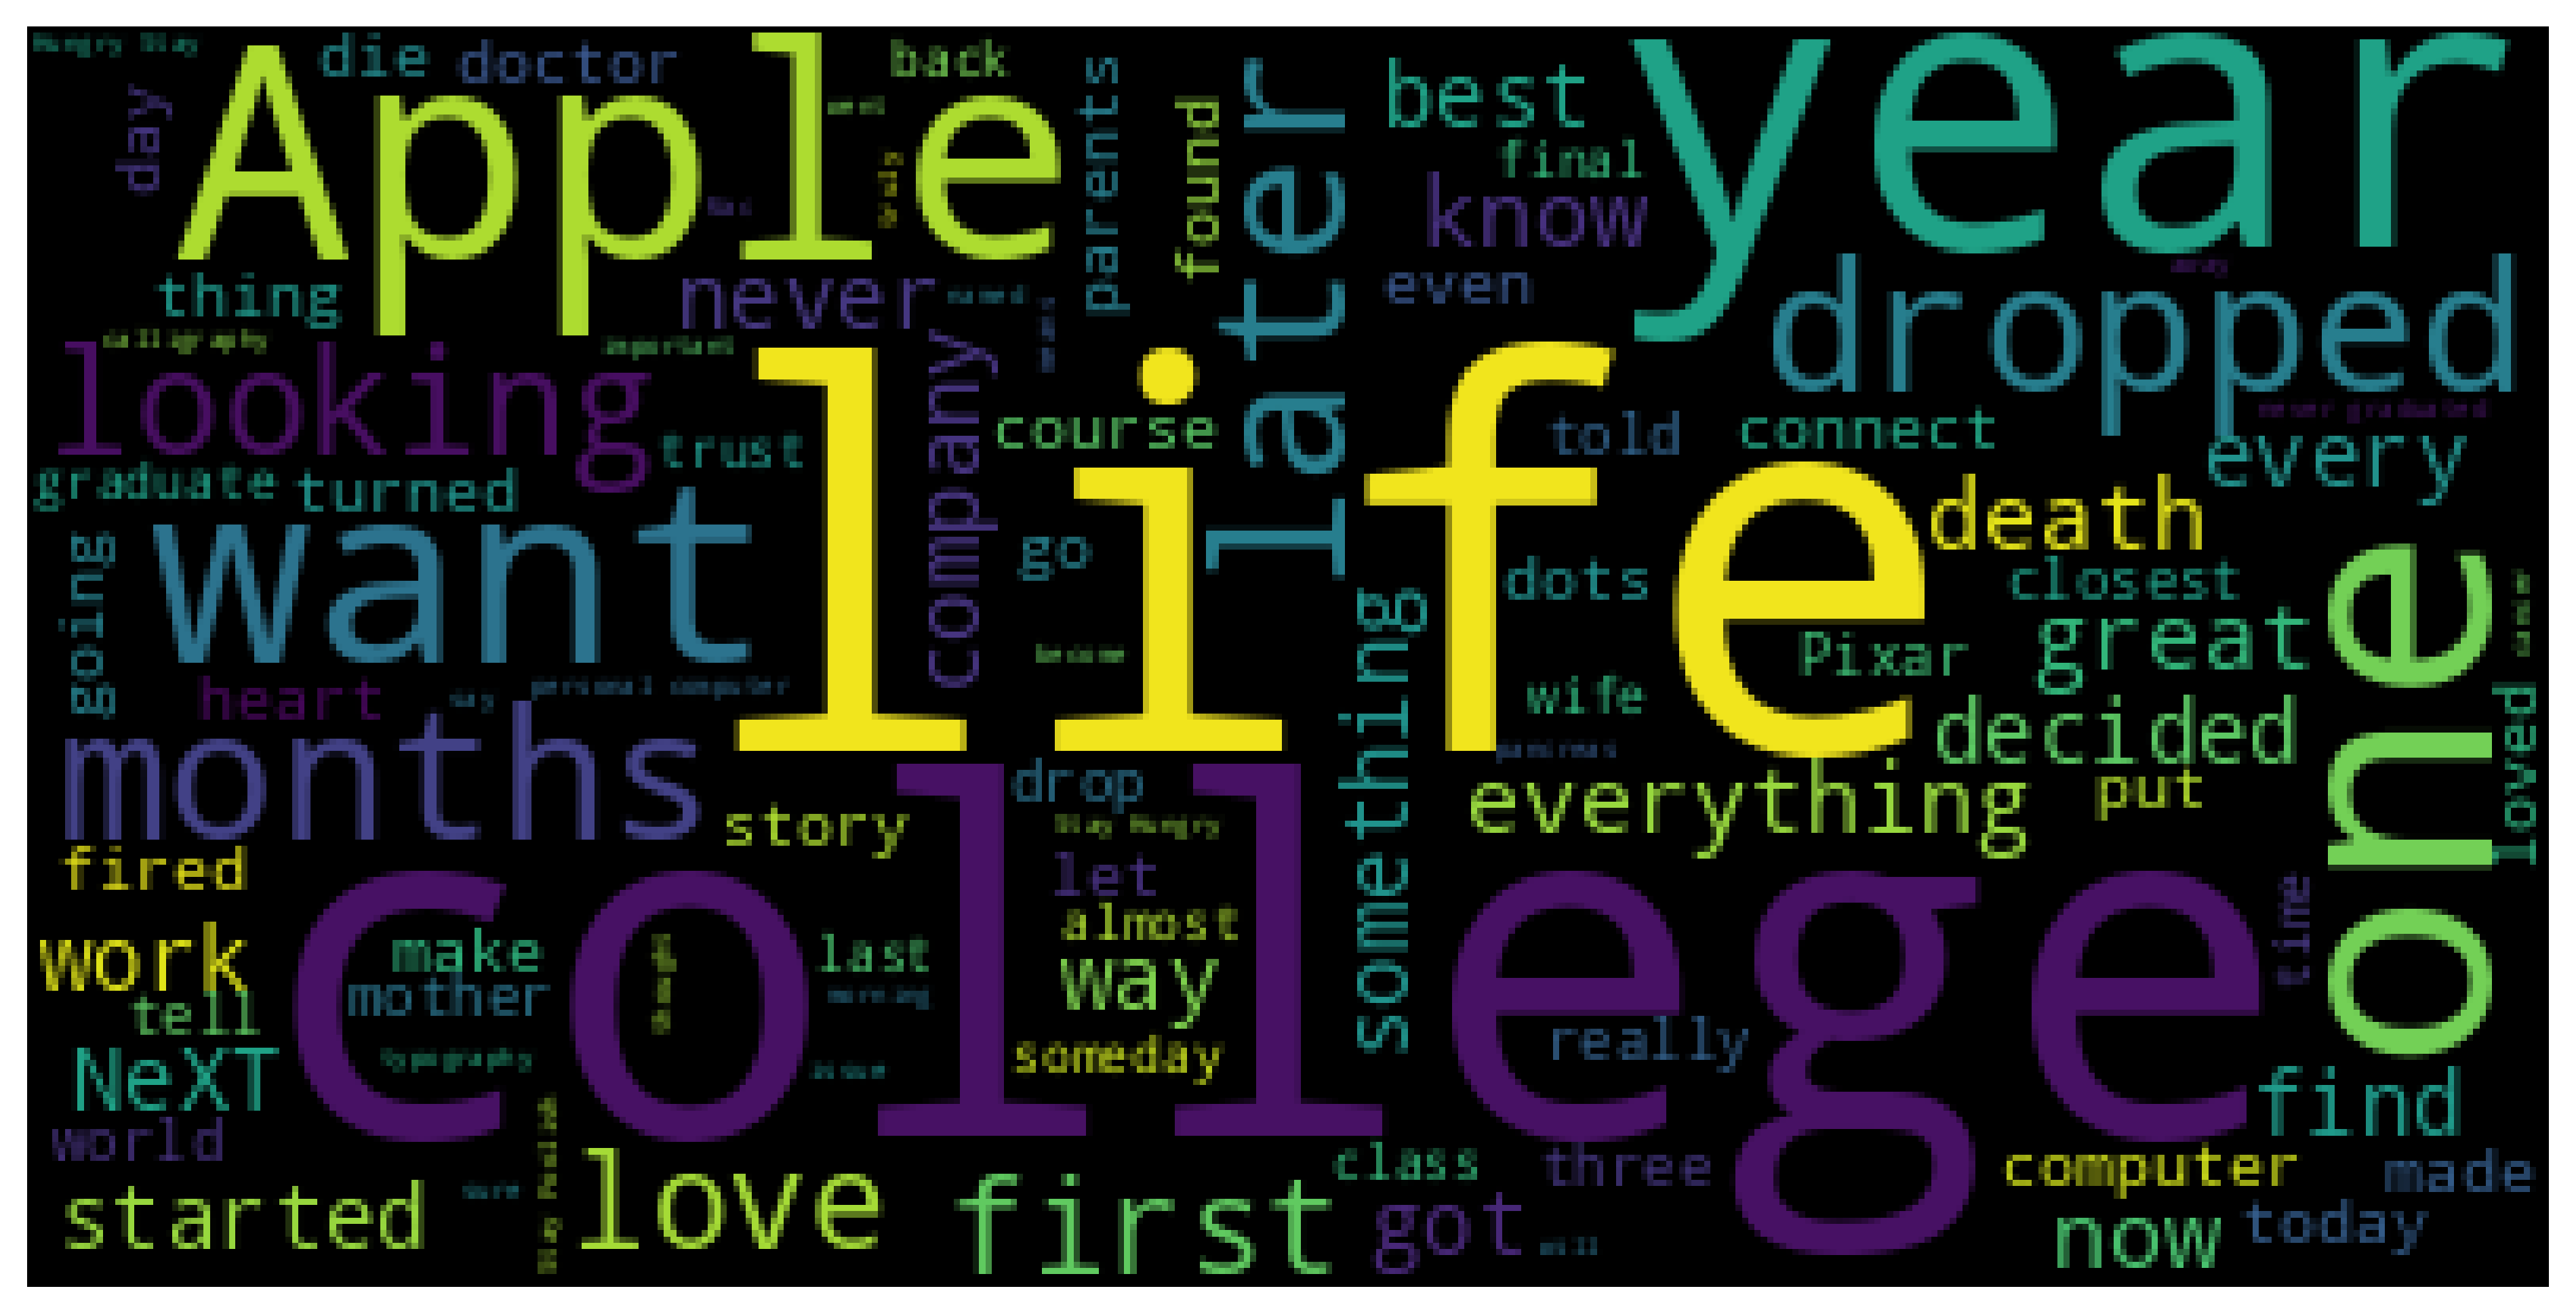 Hungry Stay
die
doctor
back
parents
best
year
Apple
day
found
later
final
know
thing
never
even
dropped
calligraphy
important
looking
company
life
course
told
connect
never graduated
every
trust
graduate
turned
want
going
go
death
dots
closest
one
great
Pixar
heart
personal computer
wife
something
loved
decided
months
pancreas
drop
everything
put
story
Stay Hungry
fired
let
college
almost
time
work
make
last
way
mother
morning
tell
typography
someday
really
NeXT
find
world
Stay Foolish
love
class
three
computer
made
started
first
got
now
today